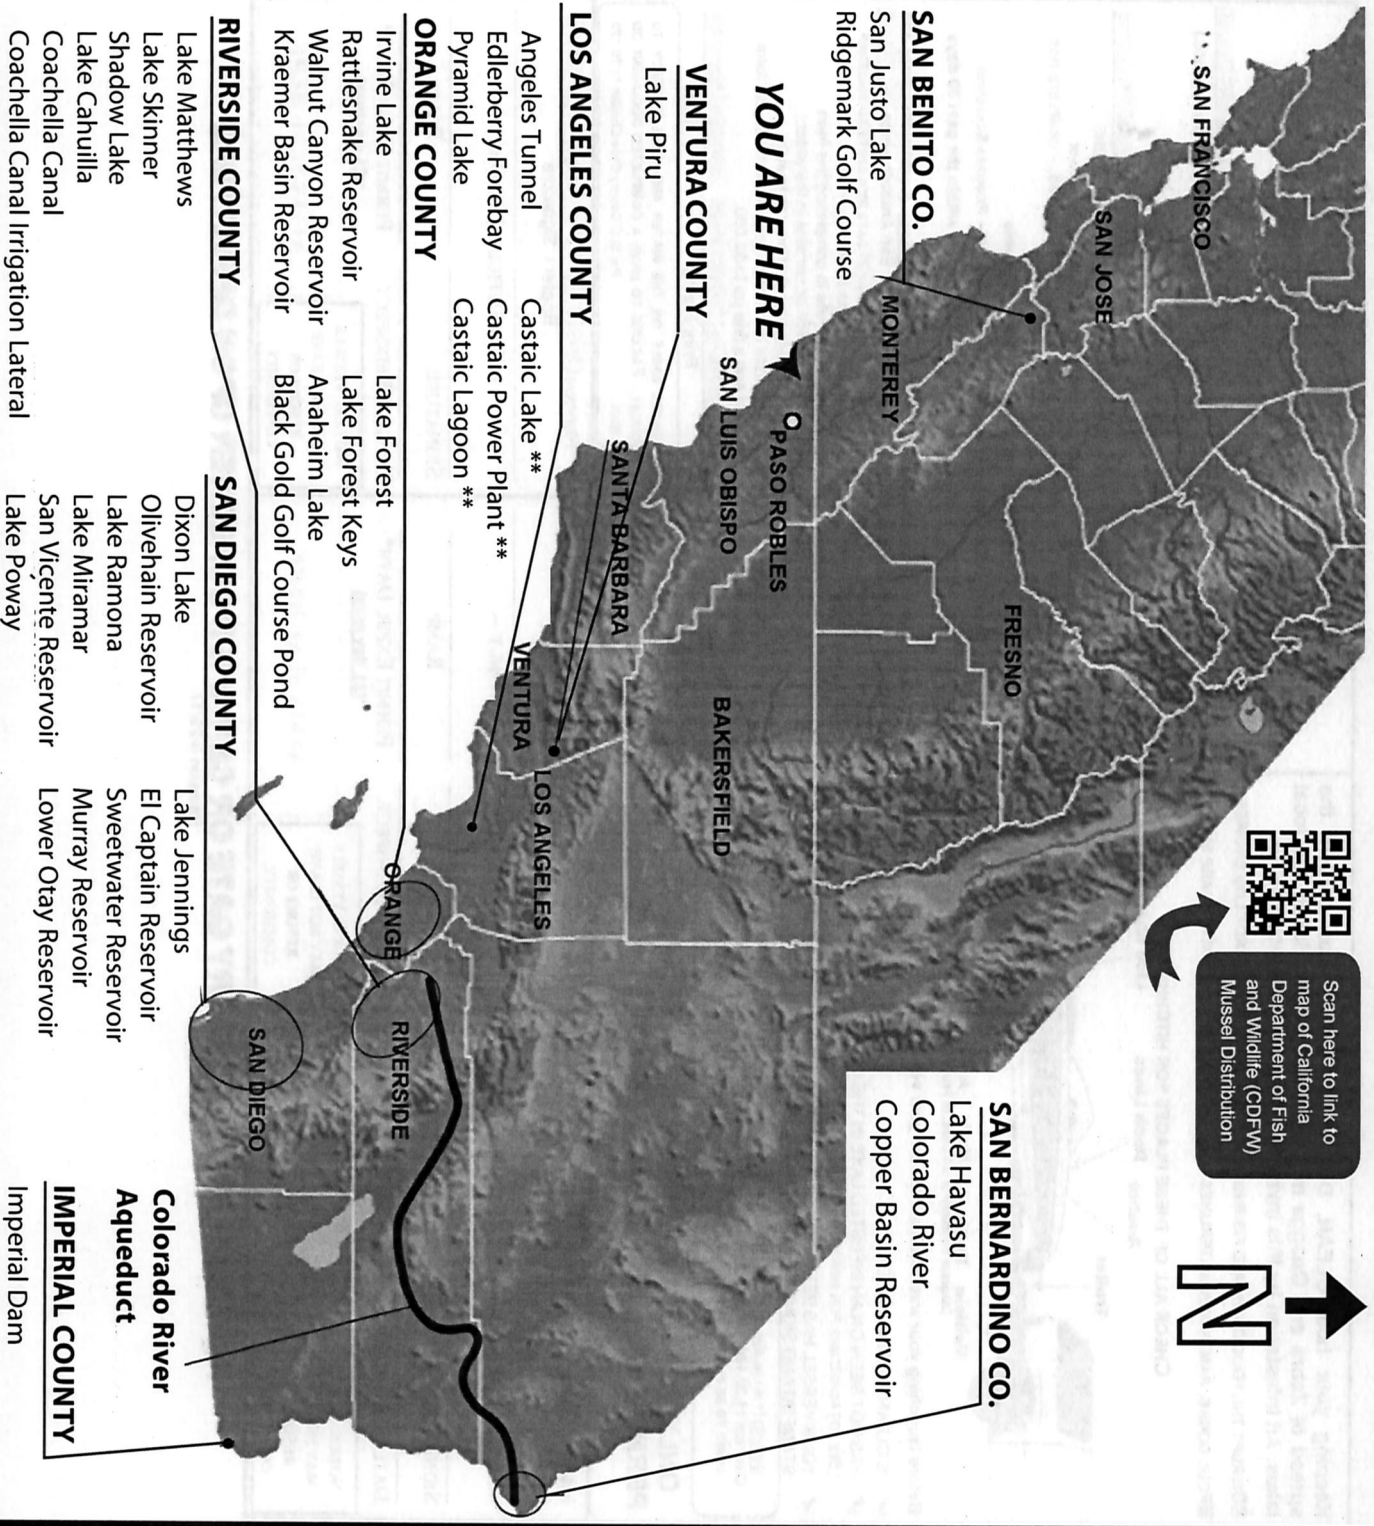 SAN FRANCISCO
SAN JOSE
MONTEREY
FRESNO
PASO ROBLES
SAN LUIS OBISPO
BAKERSFIELD
SANTA BARBARA
VENTURA
LOS ANGELES
ORANGE
RIVERSIDE
SAN DIEGO
YOU ARE HERE
Scan here to link to
map of California
Department of Fish
and Wildlife (CDFW)
Mussel Distribution
N
SAN BENITO CO.
San Justo Lake
Ridgemark Golf Course
VENTURA COUNTY
Lake Piru
LOS ANGELES COUNTY
Angeles Tunnel
Edlerberry Forebay
Pyramid Lake
Castaic Lake **
Castaic Power Plant **
Castaic Lagoon **
ORANGE COUNTY
Irvine Lake
Rattlesnake Reservoir
Walnut Canyon Reservoir
Kraemer Basin Reservoir
Lake Forest
Lake Forest Keys
Anaheim Lake
Black Gold Golf Course Pond
RIVERSIDE COUNTY
Lake Matthews
Lake Skinner
Shadow Lake
Lake Cahuilla
Coachella Canal
Coachella Canal Irrigation Lateral
SAN DIEGO COUNTY
Dixon Lake
Olivehain Reservoir
Lake Ramona
Lake Miramar
San Vicente Reservoir
Lake Poway
Lake Jennings
El Captain Reservoir
Sweetwater Reservoir
Murray Reservoir
Lower Otay Reservoir
SAN BERNARDINO CO.
Lake Havasu
Colorado River
Copper Basin Reservoir
Colorado River
Aqueduct
IMPERIAL COUNTY
Imperial Dam